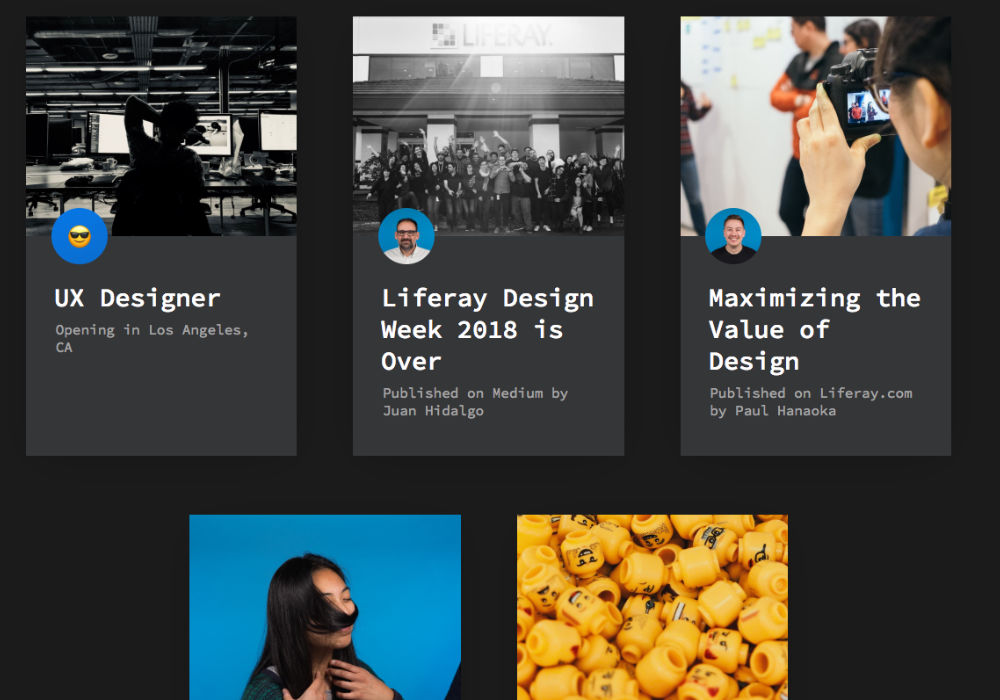 LIFERAY.
UX Designer
Opening in Los Angeles,
CA
Liferay Design
Week 2018 is
Over
Published on Medium by
Juan Hidalgo
Maximizing the
Value of
Design
Published on Liferay.com
by Paul Hanaoka